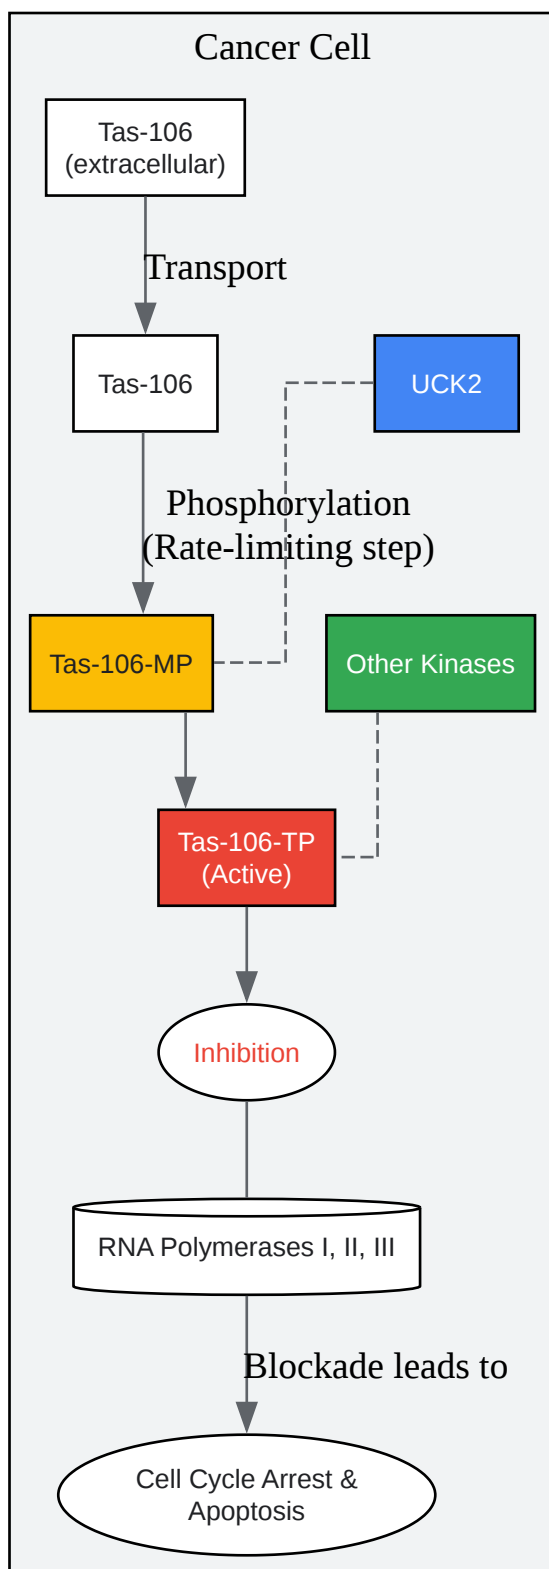 Cancer Cell
Tas-106
(extracellular)
Transport
Tas-106
UCK2
Phosphorylation
(Rate-limiting step)
Tas-106-MP
Other Kinases
Tas-106-TP
(Active)
Inhibition
RNA Polymerases I, II, III
Blockade leads to
Cell Cycle Arrest &
Apoptosis